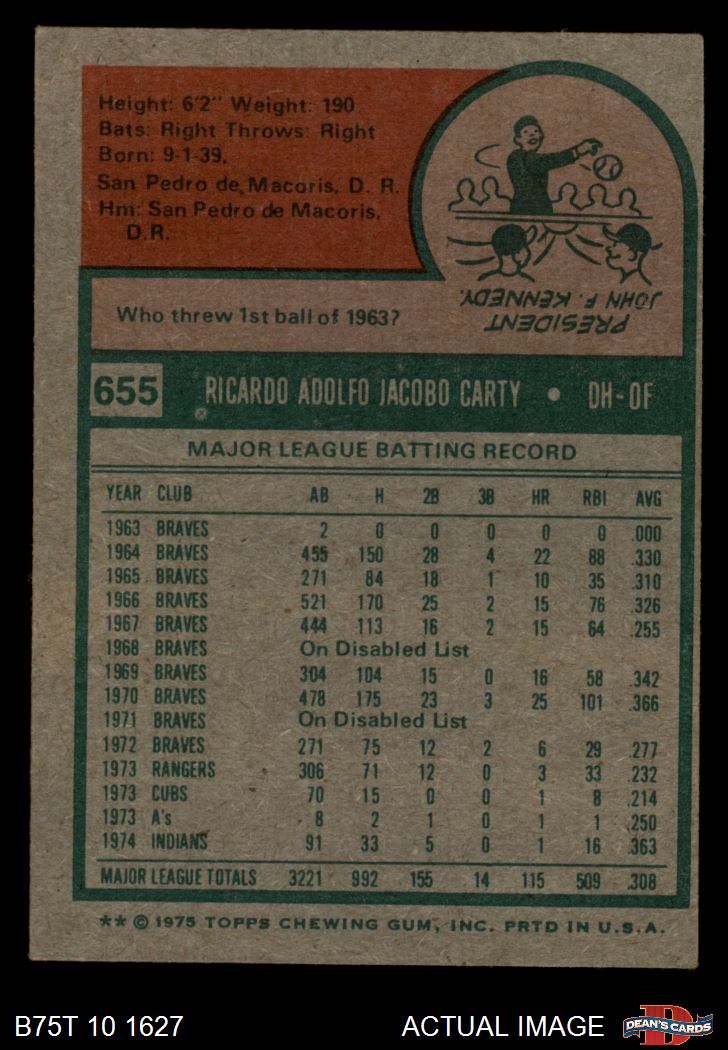 Height: 6'2" Weight: 190
Bats: Right Throws: Right
Born: 9-1-39,
San Pedro de Macoris, D. R.
Hm: San Pedro de Macoris,
D.R.
Who threw 1st ball of 1963?
PRESIDENT
JOHN F. KENNEDY.
655 RICARDO ADOLFO JACOBO CARTY • DH-OF
MAJOR LEAGUE BATTING RECORD
YEAR CLUB AB H 2B 3B HR RBI AVG
1963 BRAVES 2 0 0 0 0 0 .000
1964 BRAVES 455 150 28 4 22 88 .330
1965 BRAVES 271 84 18 1 10 35 .310
1966 BRAVES 521 170 25 2 15 76 .326
1967 BRAVES 444 113 16 2 15 64 .255
1968 BRAVES On Disabled List
1969 BRAVES 304 104 15 0 16 58 .342
1970 BRAVES 478 175 23 3 25 101 .366
1971 BRAVES On Disabled List
1972 BRAVES 271 75 12 2 6 29 .277
1973 RANGERS 306 71 12 0 3 33 .232
1973 CUBS 70 15 0 0 1 8 .214
1973 A's 8 2 1 0 1 1 .250
1974 INDIANS 91 33 5 0 1 16 .363
MAJOR LEAGUE TOTALS 3221 992 155 14 115 509 .308
** © 1975 TOPPS CHEWING GUM, INC. PRTD IN U.S.A.
B75T 10 1627 ACTUAL IMAGE DEAN'S CARDS